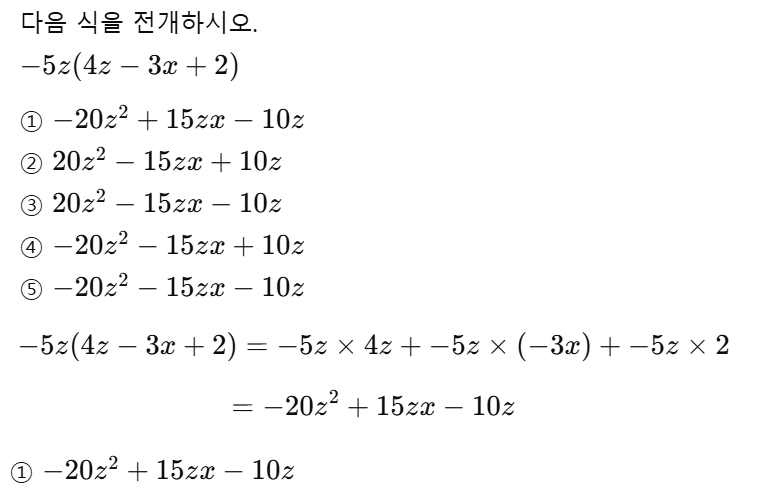 다음 식을 전개하시오.
−5z(4z − 3x + 2)
① −20z² + 15zx − 10z
② 20z² − 15zx + 10z
③ 20z² − 15zx − 10z
④ −20z² − 15zx + 10z
⑤ −20z² − 15zx − 10z
−5z(4z − 3x + 2) = −5z × 4z + −5z × (−3x) + −5z × 2
= −20z² + 15zx − 10z
① −20z² + 15zx − 10z